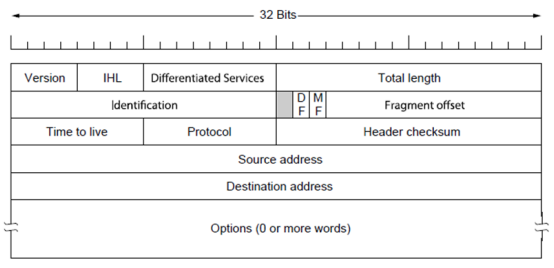 32 Bits
Version IHL Differentiated Services Total length
Identification D F M F Fragment offset
Time to live Protocol Header checksum
Source address
Destination address
Options (0 or more words)